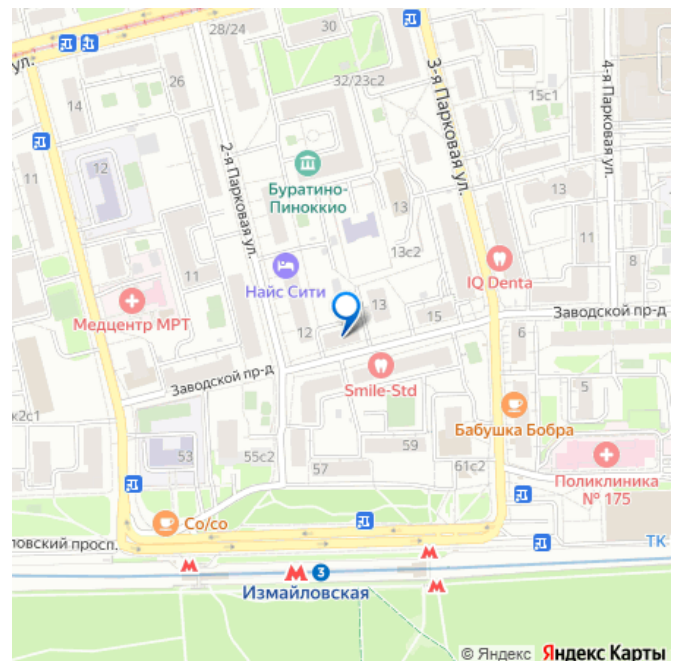 28/24
30
ул.
3-я Парковая ул.
4-я Парковая ул.
26
32/23с2
15с1
14
2-я Парковая ул.
12
11
Буратино-
Пиноккио
13
13
13с2
11
11
8
IQ Denta
Найс Сити
Медцентр МРТ
12
13
15
Заводской пр-д
6
Заводской пр-д
Smile-Std
5
к2с1
Бабушка Бобра
53
55с2
57
59
61с2
Поликлиника
№ 175
Co/co
ловский просп.
ТК
3
Измайловская
© Яндекс Яндекс Карты